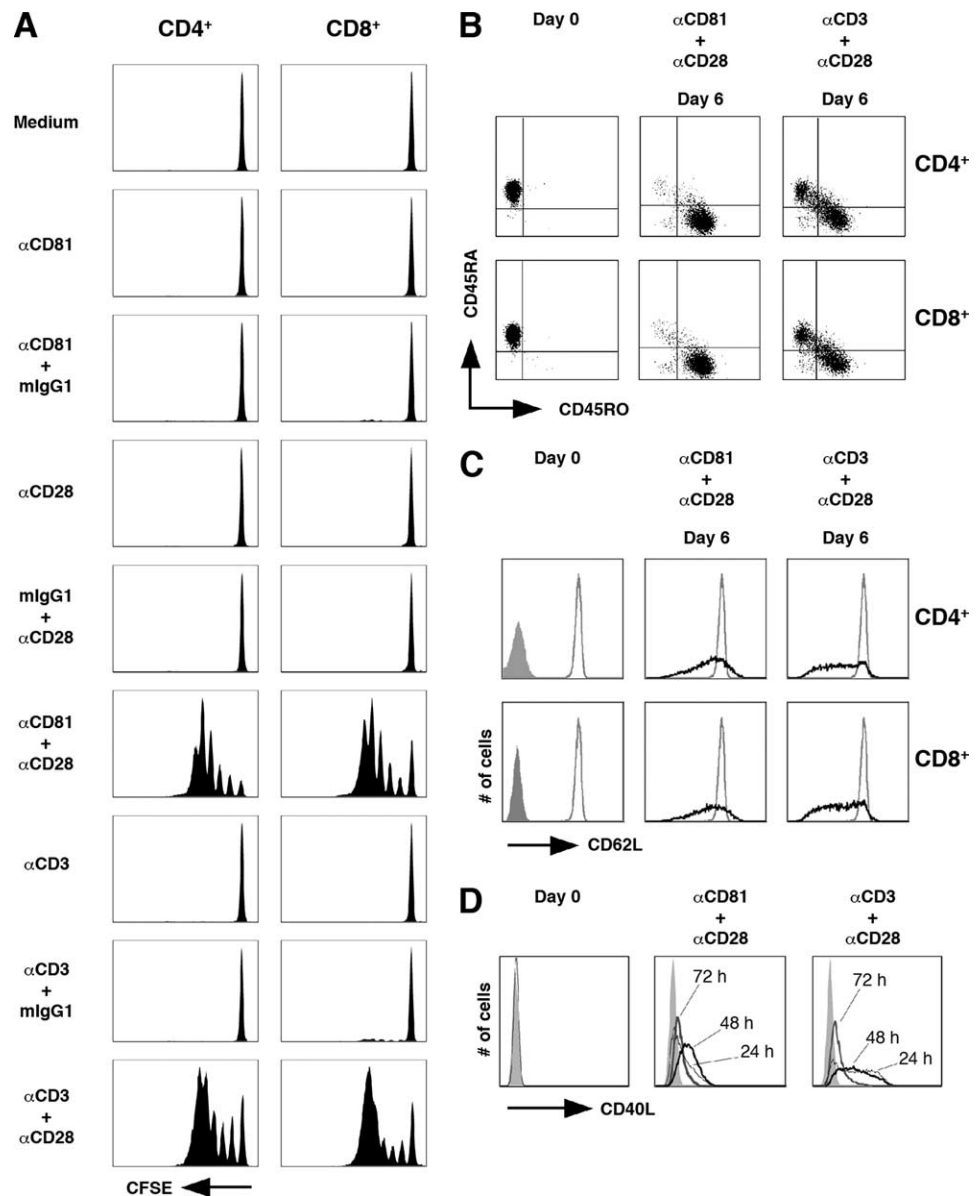 A
CD4⁺ CD8⁺
Medium
αCD81
αCD81
+
mIgG1
αCD28
mIgG1
+
αCD28
αCD81
+
αCD28
αCD3
αCD3
+
mIgG1
αCD3
+
αCD28
CFSE
B
Day 0
αCD81
+
αCD28
Day 6
αCD3
+
αCD28
Day 6
CD4⁺
CD8⁺
CD45RA
CD45RO
C
Day 0
αCD81
+
αCD28
Day 6
αCD3
+
αCD28
Day 6
CD4⁺
CD8⁺
# of cells
CD62L
D
Day 0
αCD81
+
αCD28
αCD3
+
αCD28
# of cells
72 h
48 h
24 h
72 h
48 h
24 h
CD40L